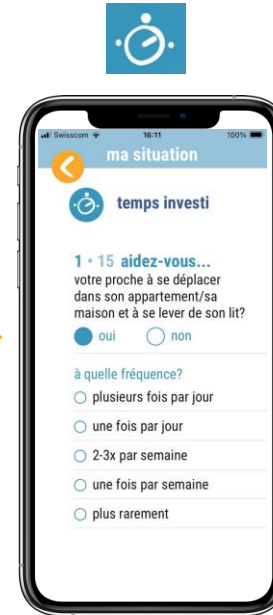 Swisscom 16:11 100%
ma situation
temps investi
1 • 15 aidez-vous...
votre proche à se déplacer
dans son appartement/sa
maison et à se lever de son lit?
oui non
à quelle fréquence?
plusieurs fois par jour
une fois par jour
2-3x par semaine
une fois par semaine
plus rarement